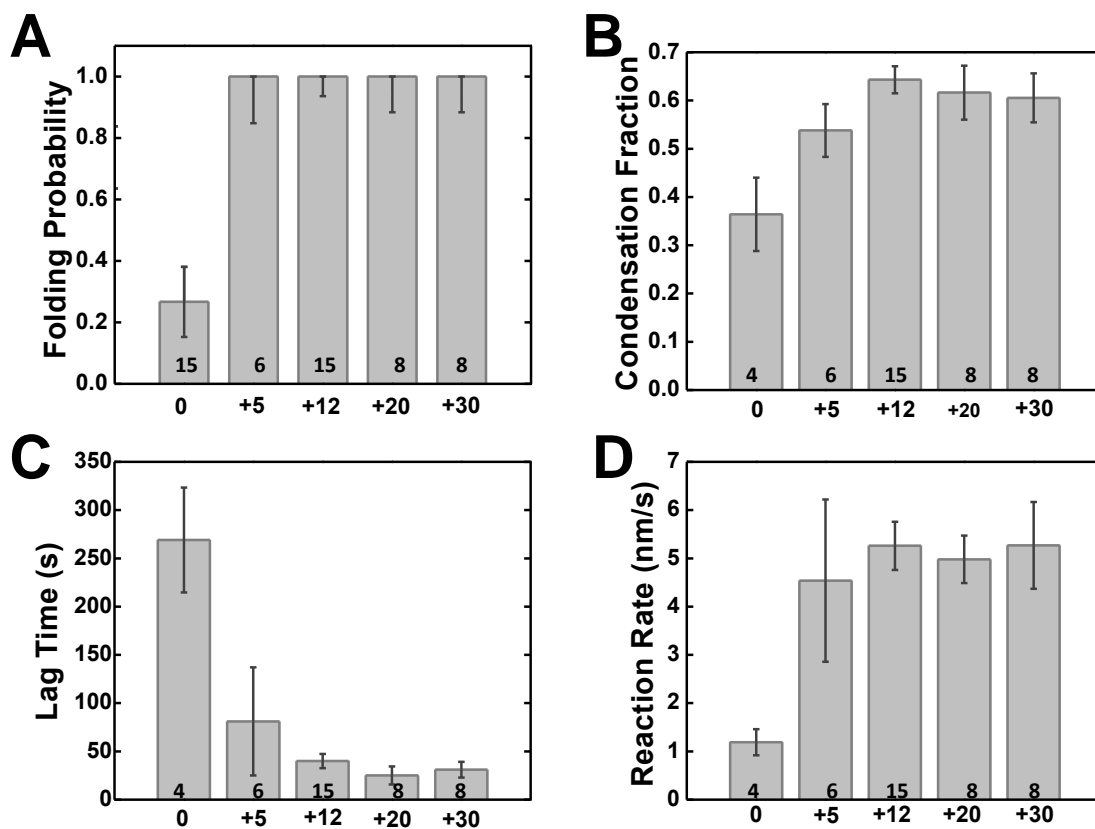 A
Folding Probability
1.0
0.8
0.6
0.4
0.2
0.0
15 6 15 8 8
0 +5 +12 +20 +30
B
Condensation Fraction
0.7
0.6
0.5
0.4
0.3
0.2
0.1
0.0
4 6 15 8 8
0 +5 +12 +20 +30
C
Lag Time (s)
350
300
250
200
150
100
50
0
4 6 15 8 8
0 +5 +12 +20 +30
D
Reaction Rate (nm/s)
7
6
5
4
3
2
1
0
4 6 15 8 8
0 +5 +12 +20 +30